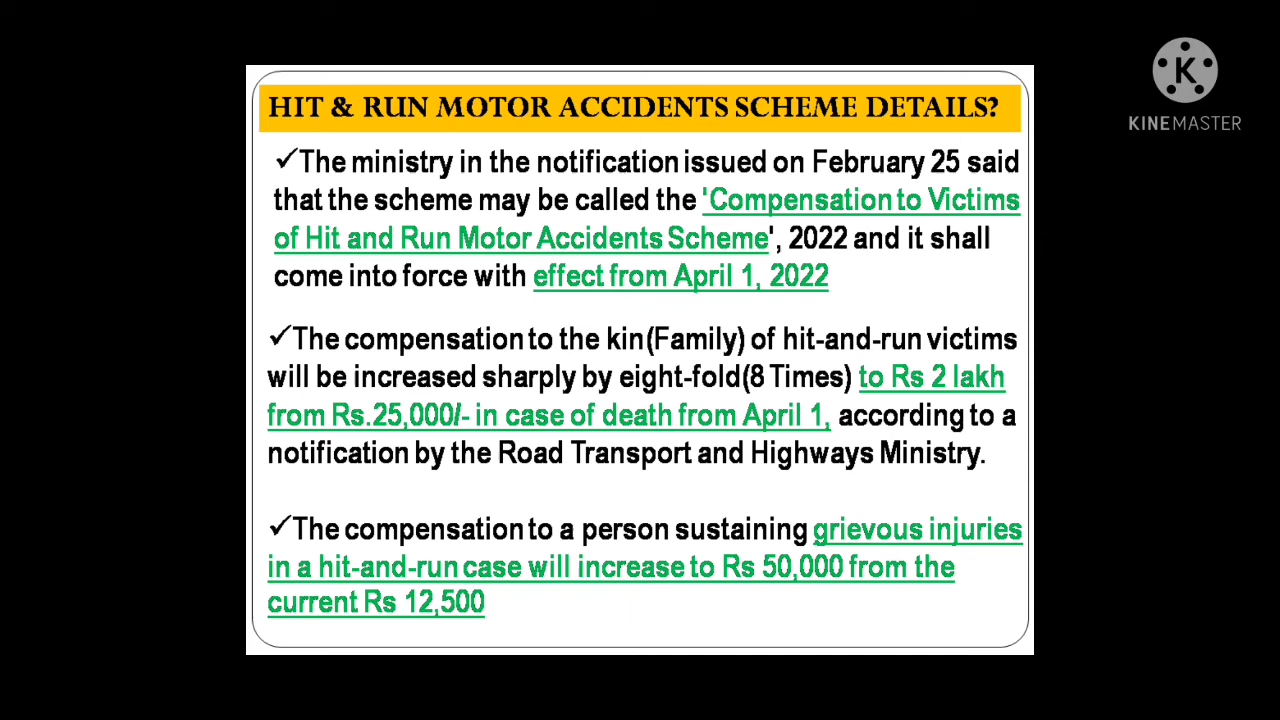 HIT & RUN MOTOR ACCIDENTS SCHEME DETAILS?
✓The ministry in the notification issued on February 25 said
that the scheme may be called the 'Compensation to Victims
of Hit and Run Motor Accidents Scheme', 2022 and it shall
come into force with effect from April 1, 2022
✓The compensation to the kin(Family) of hit-and-run victims
will be increased sharply by eight-fold(8 Times) to Rs 2 lakh
from Rs.25,000/- in case of death from April 1, according to a
notification by the Road Transport and Highways Ministry.
✓The compensation to a person sustaining grievous injuries
in a hit-and-run case will increase to Rs 50,000 from the
current Rs 12,500
K
KINEMASTER